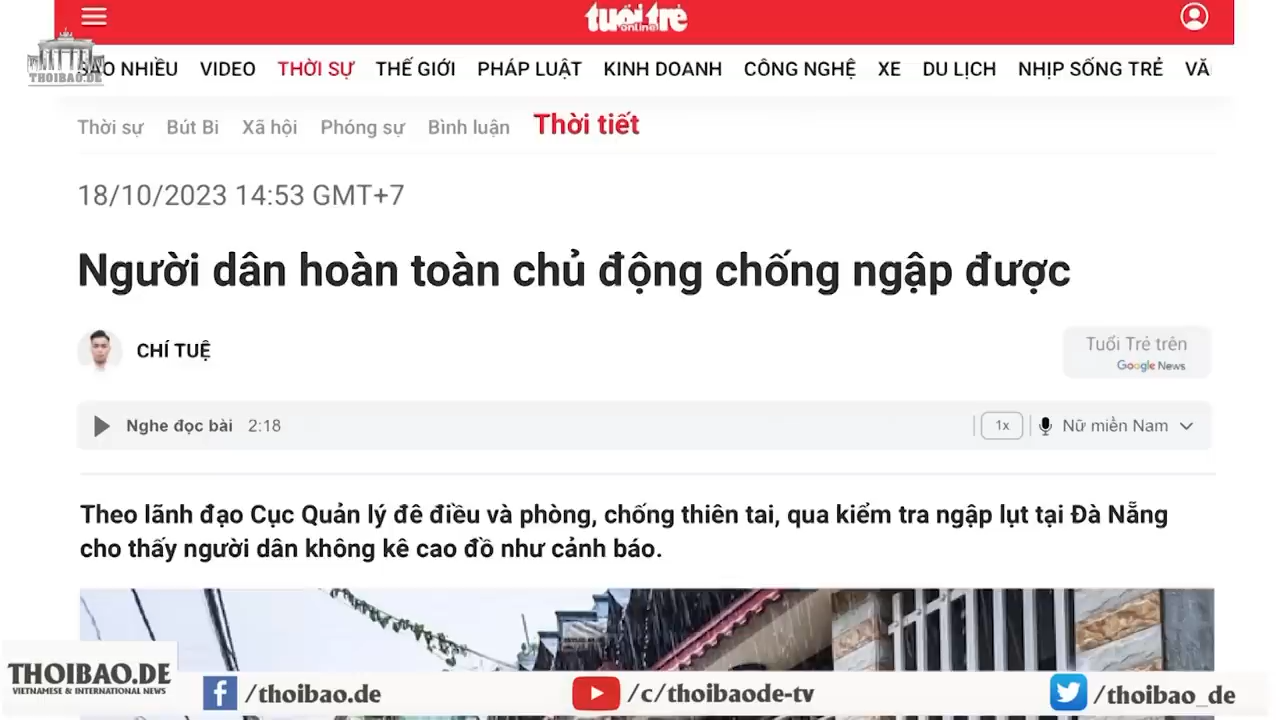 tuổi trẻ
online
THOIBAO.DE
BÁO NHIỀU VIDEO THỜI SỰ THẾ GIỚI PHÁP LUẬT KINH DOANH CÔNG NGHỆ XE DU LỊCH NHỊP SỐNG TRẺ VĂ
Thời sự Bút Bi Xã hội Phóng sự Bình luận Thời tiết
18/10/2023 14:53 GMT+7
Người dân hoàn toàn chủ động chống ngập được
CHÍ TUỆ
Tuổi Trẻ trên
Google News
Nghe đọc bài 2:18 1x Nữ miền Nam
Theo lãnh đạo Cục Quản lý đê điều và phòng, chống thiên tai, qua kiểm tra ngập lụt tại Đà Nẵng
cho thấy người dân không kê cao đồ như cảnh báo.
THOIBAO.DE
VIETNAMESE & INTERNATIONAL NEWS
/thoibao.de
/c/thoibaode-tv
/thoibao_de